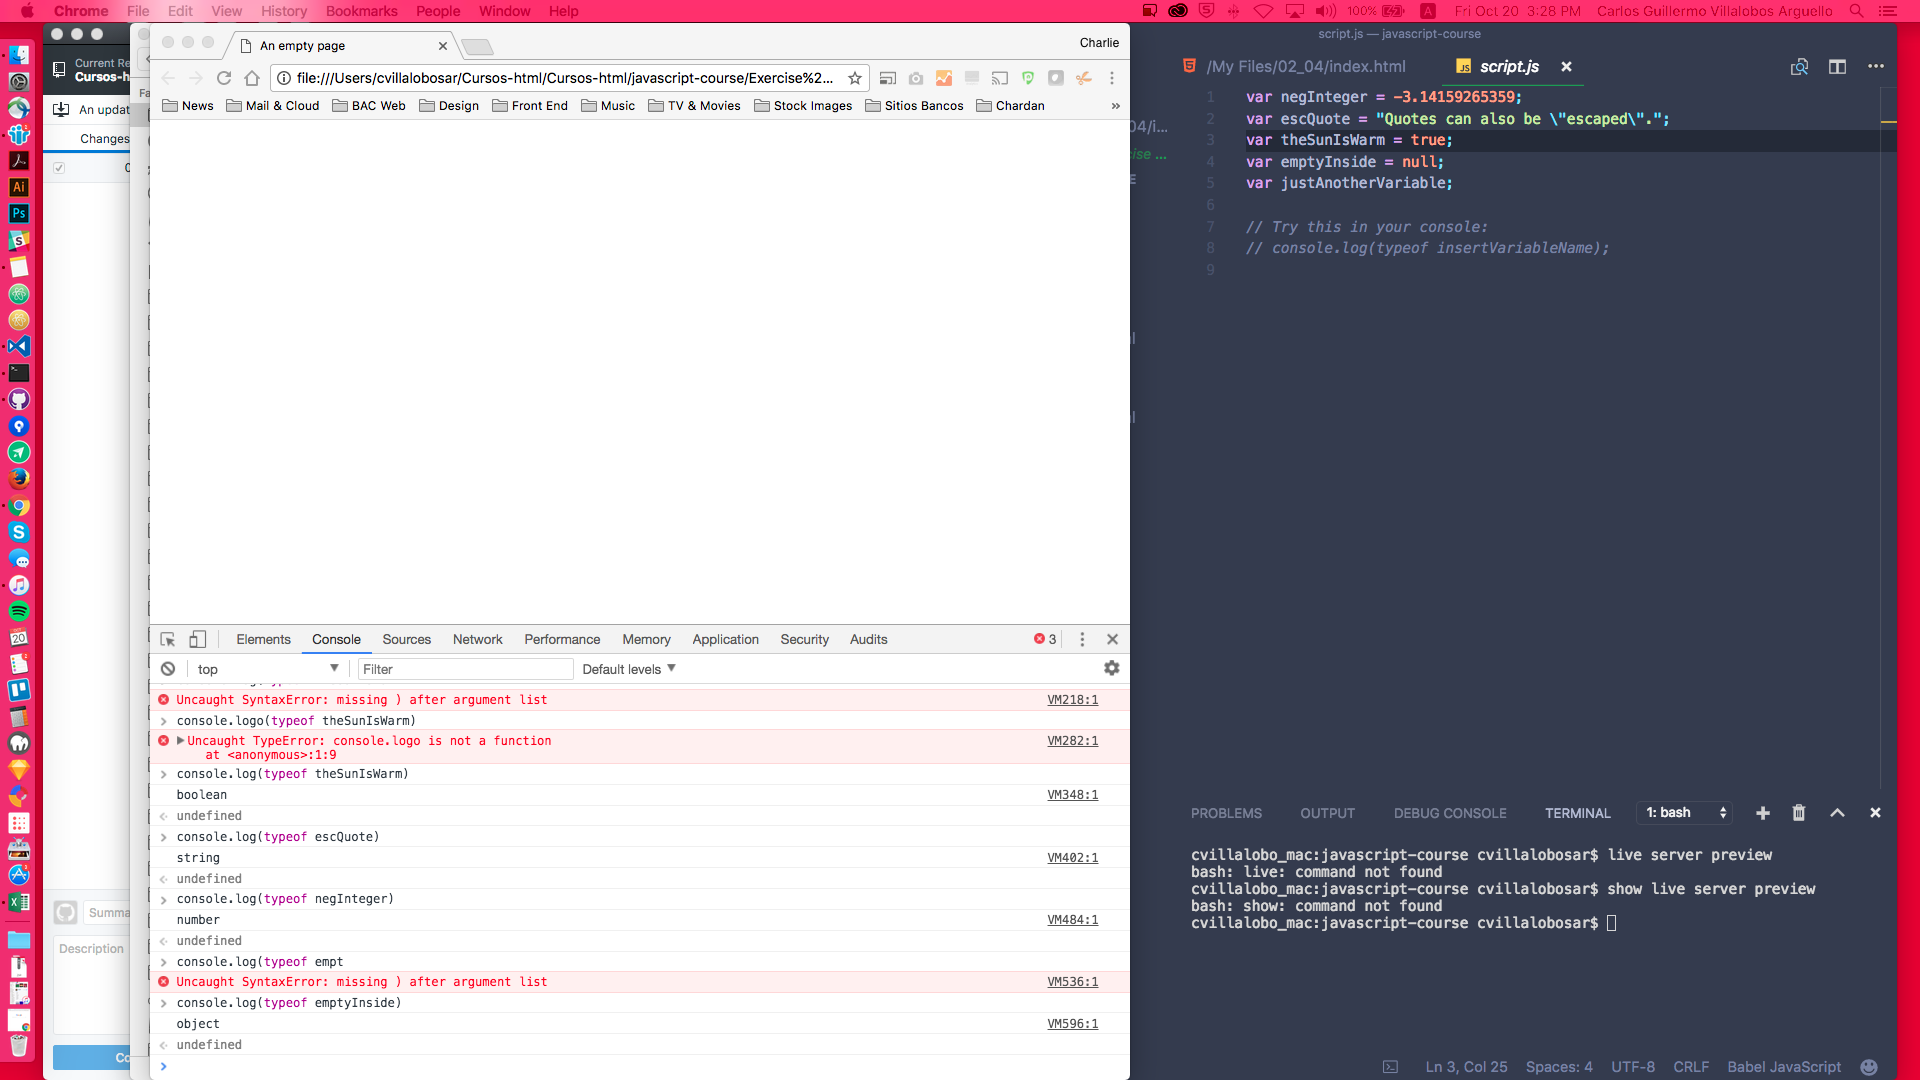 Chrome File Edit View History Bookmarks People Window Help
100% A Fri Oct 20 3:28 PM Carlos Guillermo Villalobos Arguello
Current Re
Cursos-h
An updat
Changes
Summa
Description
Co
An empty page
Charlie
file:///Users/cvillalobosar/Cursos-html/Cursos-html/javascript-course/Exercise%2...
News Mail & Cloud BAC Web Design Front End Music TV & Movies Stock Images Sitios Bancos Chardan »
Elements Console Sources Network Performance Memory Application Security Audits 3
top Filter Default levels
Uncaught SyntaxError: missing ) after argument list VM218:1
console.logo(typeof theSunIsWarm)
Uncaught TypeError: console.logo is not a function VM282:1
at <anonymous>:1:9
console.log(typeof theSunIsWarm)
boolean VM348:1
undefined
console.log(typeof escQuote)
string VM402:1
undefined
console.log(typeof negInteger)
number VM484:1
undefined
console.log(typeof empt
Uncaught SyntaxError: missing ) after argument list VM536:1
console.log(typeof emptyInside)
object VM596:1
undefined
script.js — javascript-course
/My Files/02_04/index.html
JS script.js
04/i...
ise ...
1 var negInteger = -3.14159265359;
2 var escQuote = "Quotes can also be \"escaped\".";
3 var theSunIsWarm = true;
4 var emptyInside = null;
5 var justAnotherVariable;
6
7 // Try this in your console:
8 // console.log(typeof insertVariableName);
9
PROBLEMS OUTPUT DEBUG CONSOLE TERMINAL 1: bash
cvillalobo_mac:javascript-course cvillalobosar$ live server preview
bash: live: command not found
cvillalobo_mac:javascript-course cvillalobosar$ show live server preview
bash: show: command not found
cvillalobo_mac:javascript-course cvillalobosar$
Ln 3, Col 25 Spaces: 4 UTF-8 CRLF Babel JavaScript